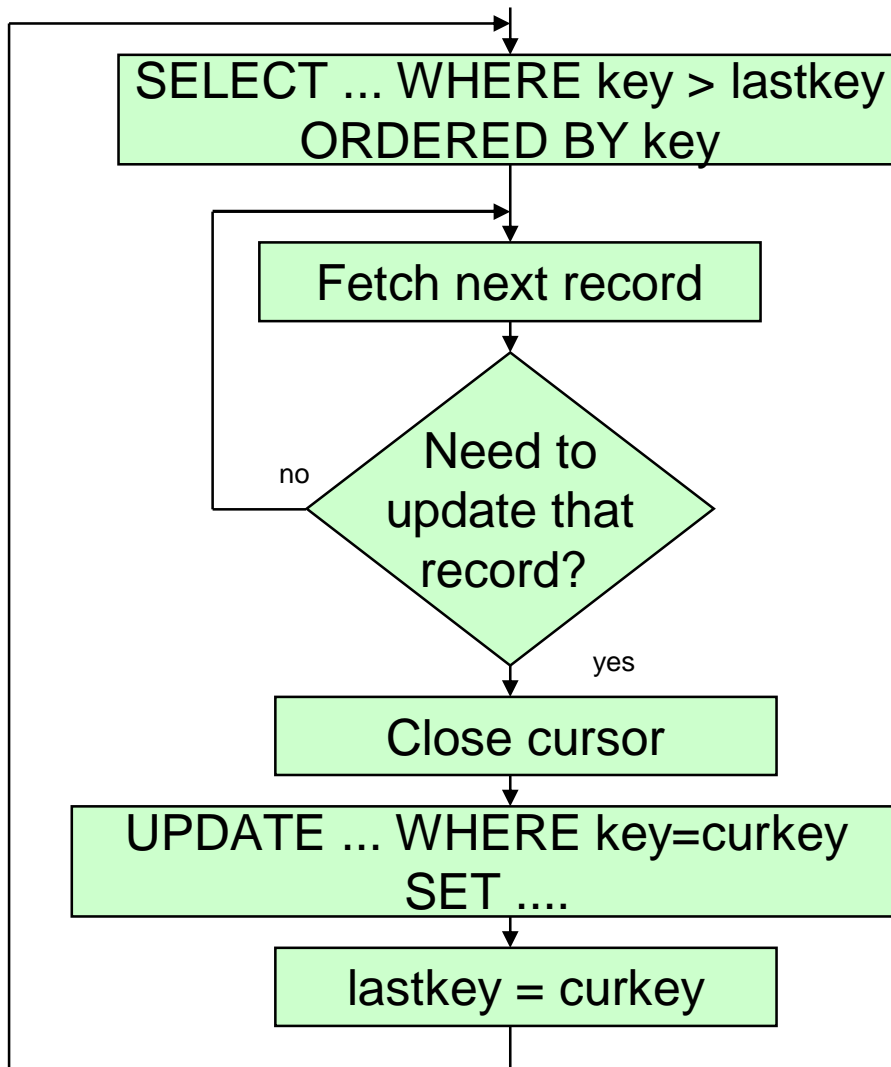 SELECT ... WHERE key > lastkey
ORDERED BY key
Fetch next record
Need to
no
update that
record?
yes
Close cursor
UPDATE ... WHERE key=curkey
SET ....
lastkey = curkey